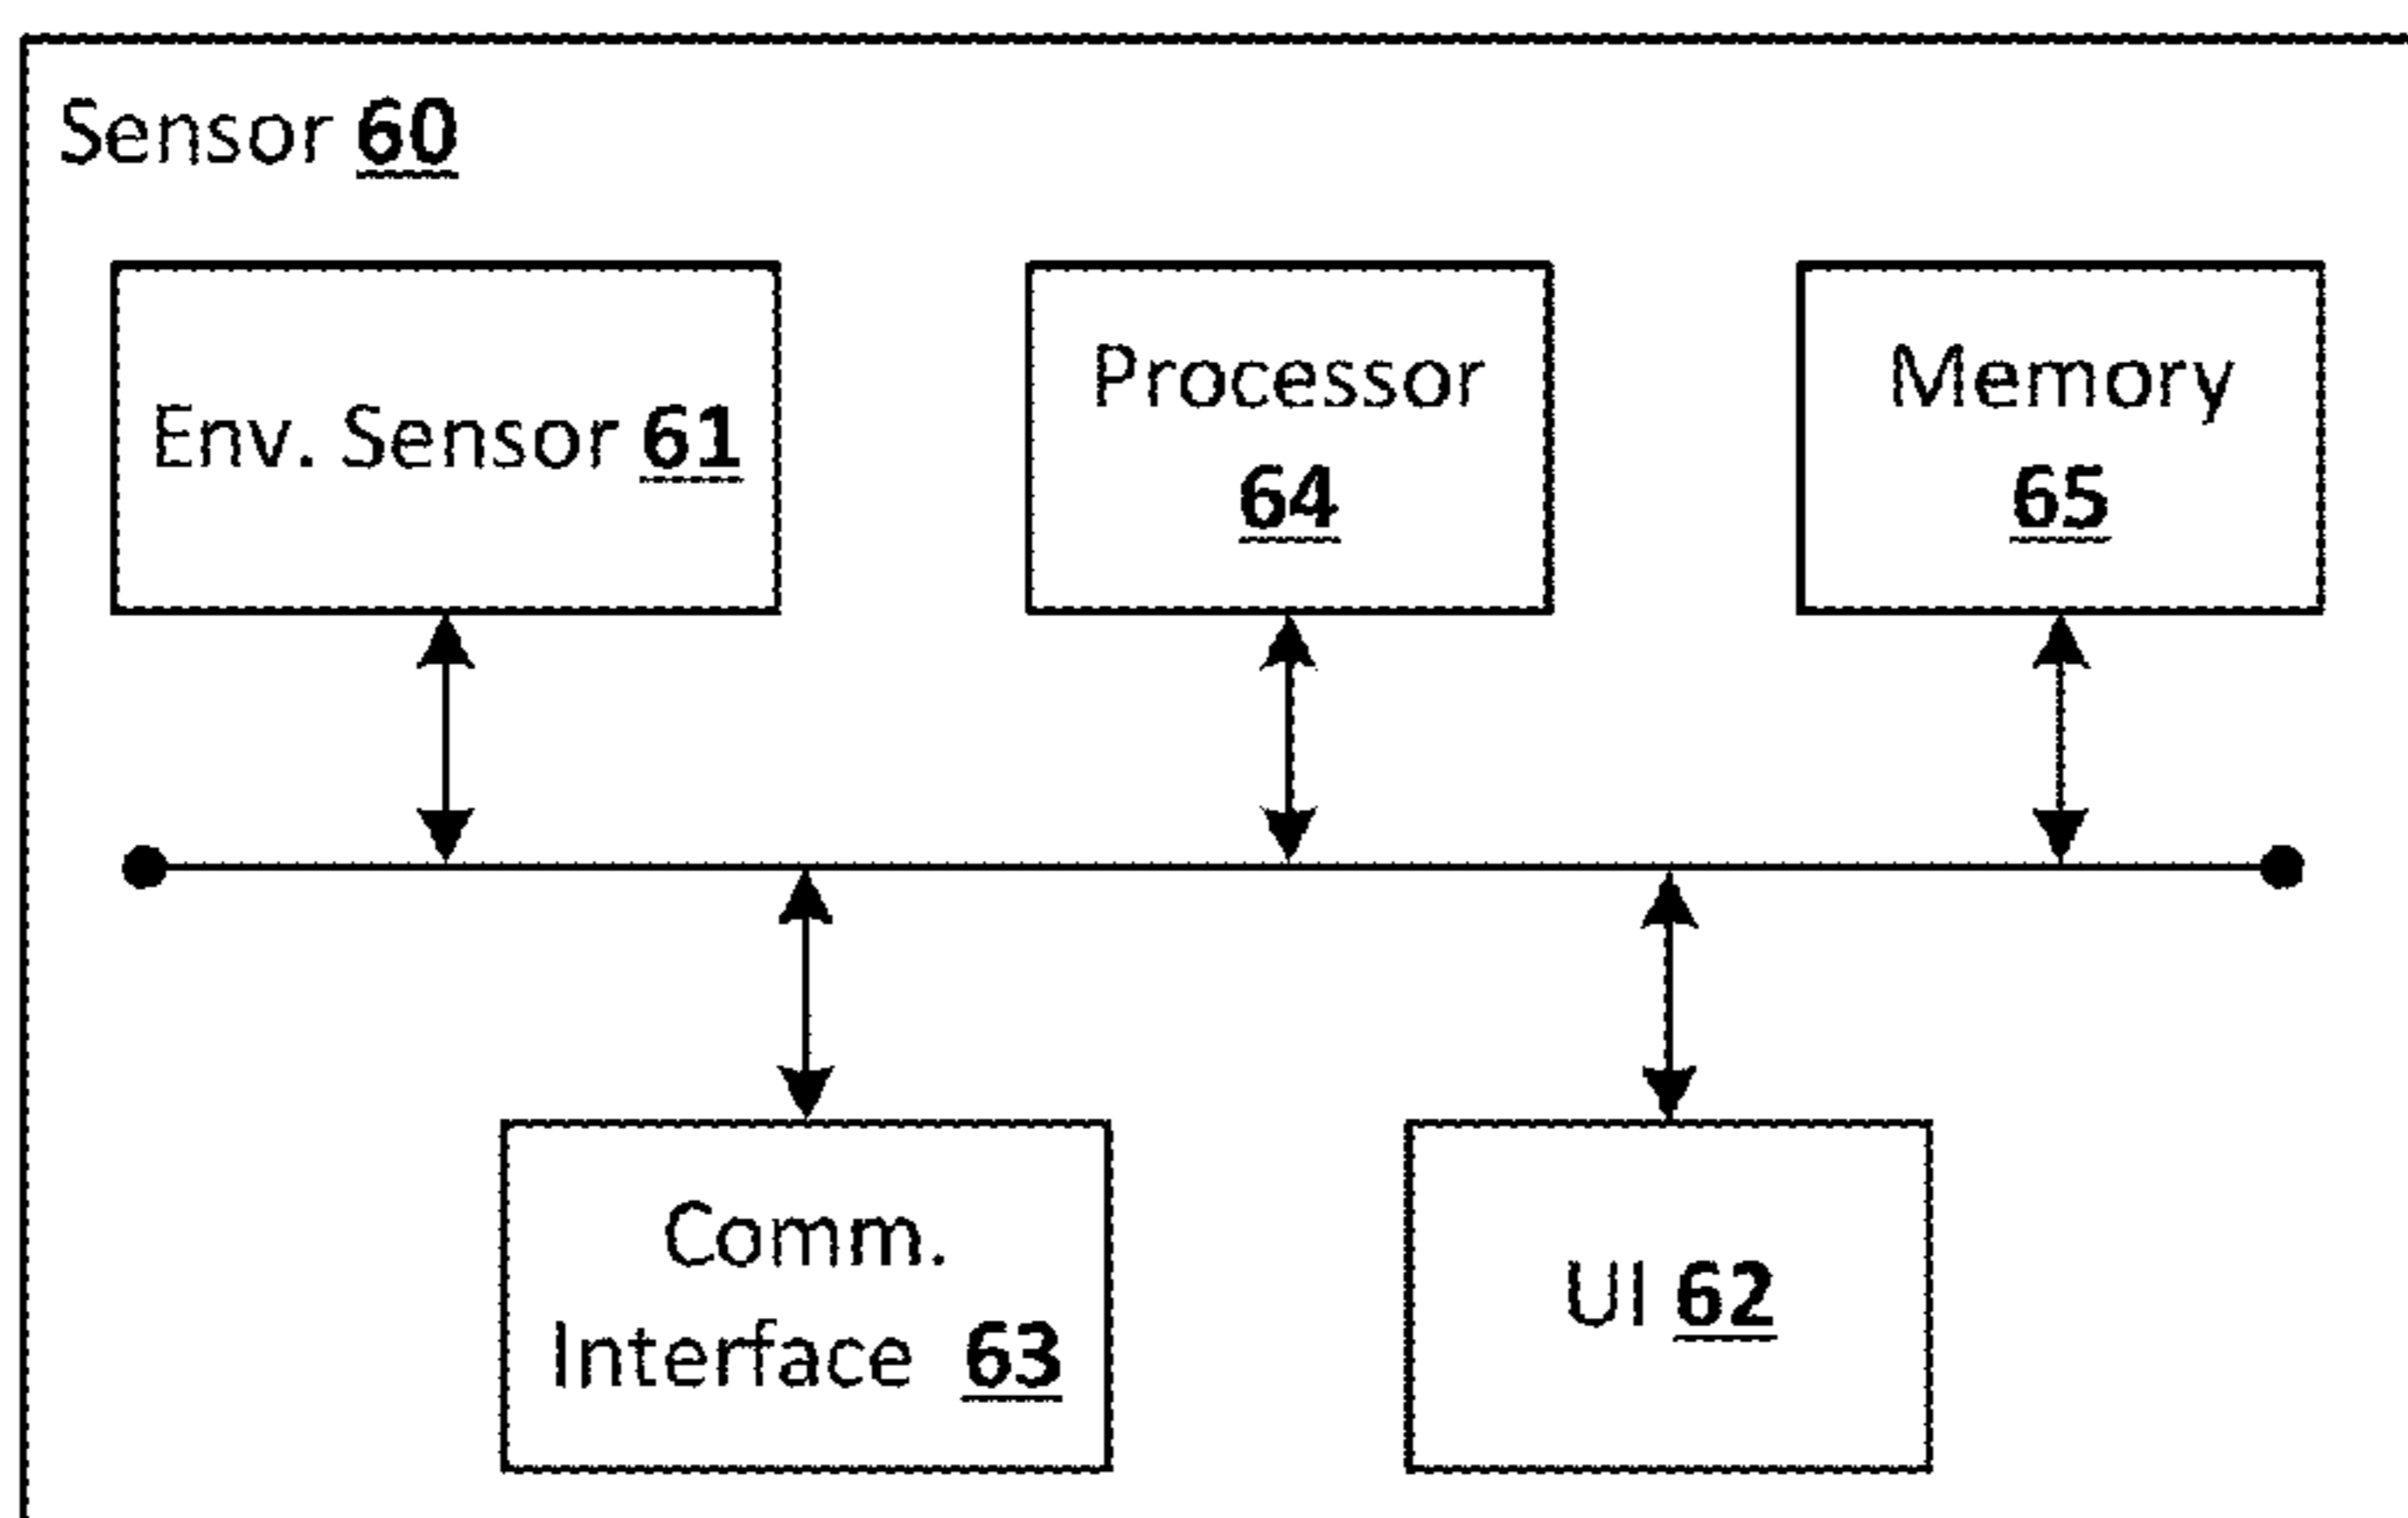 Sensor 60
Env. Sensor 61
Processor
64
Memory
65
Comm.
Interface 63
UI 62